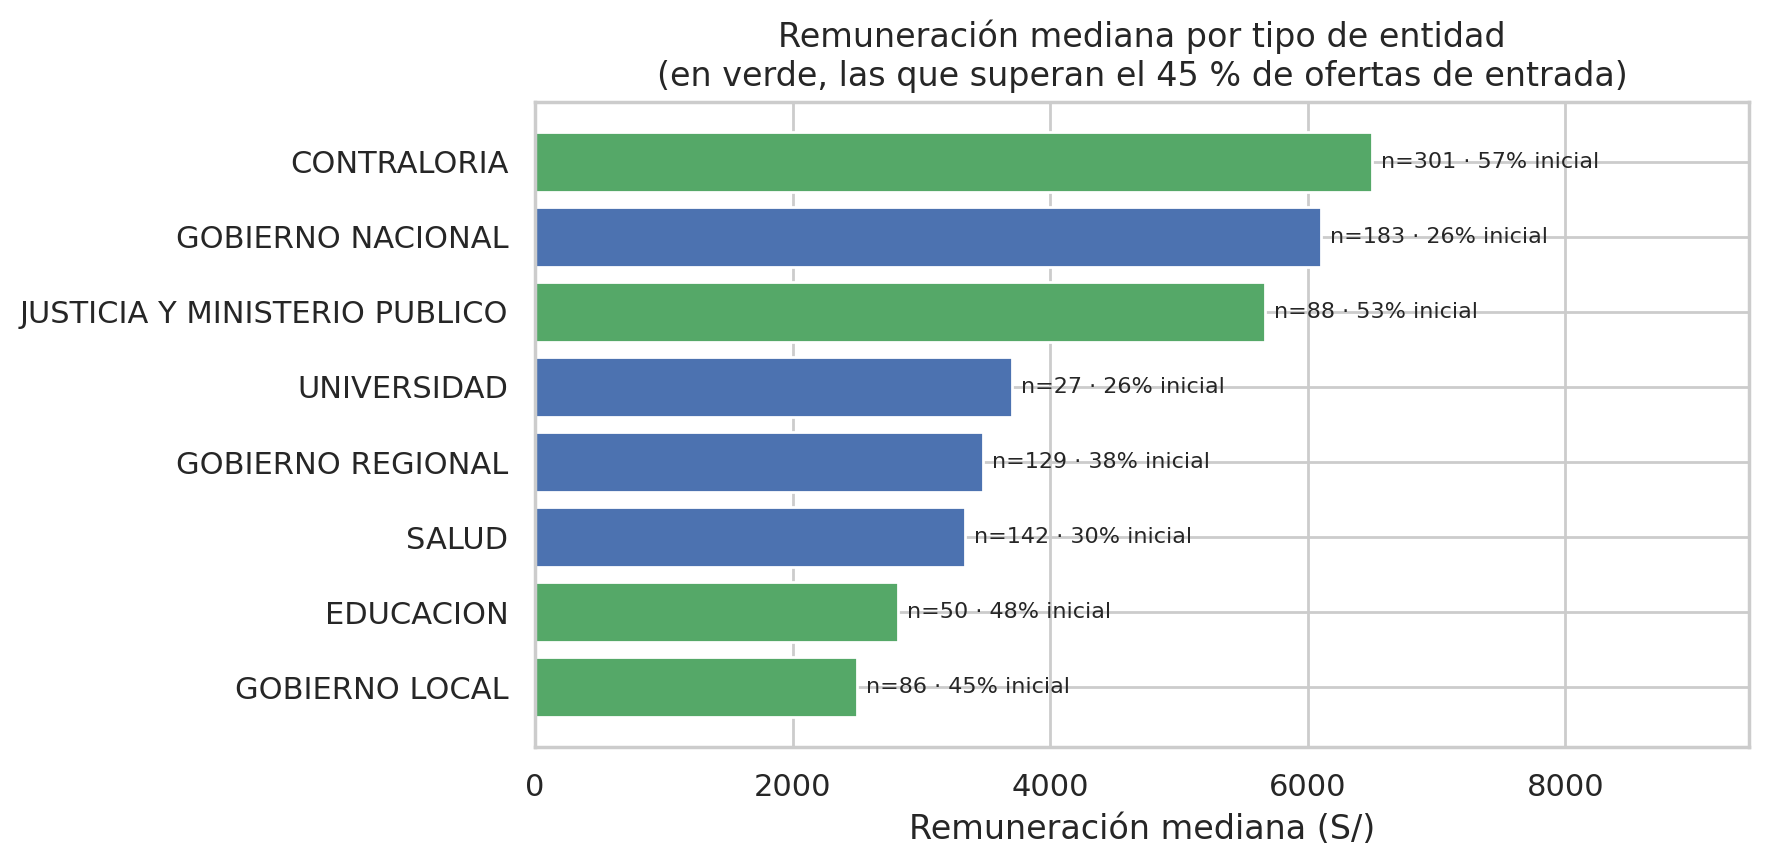 Remuneración mediana por tipo de entidad
(en verde, las que superan el 45 % de ofertas de entrada)
CONTRALORIA
n=301 · 57% inicial
GOBIERNO NACIONAL
n=183 · 26% inicial
JUSTICIA Y MINISTERIO PUBLICO
n=88 · 53% inicial
UNIVERSIDAD
n=27 · 26% inicial
GOBIERNO REGIONAL
n=129 · 38% inicial
SALUD
n=142 · 30% inicial
EDUCACION
n=50 · 48% inicial
GOBIERNO LOCAL
n=86 · 45% inicial
0 2000 4000 6000 8000
Remuneración mediana (S/)